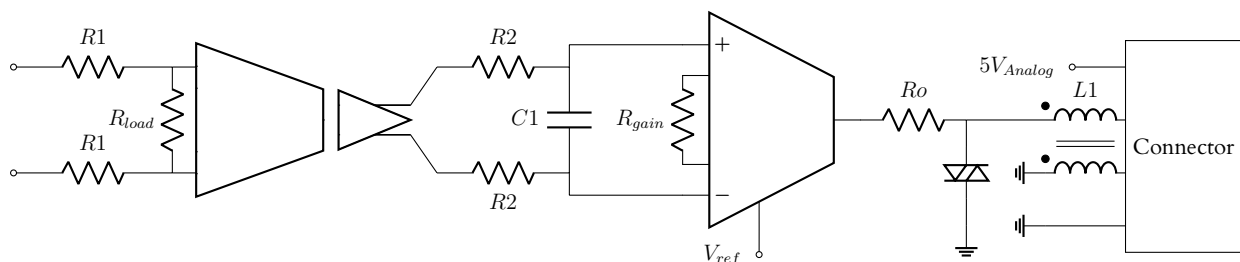 R1
R_load
R1
R2
C1
R2
+
R_gain
−
V_ref
Ro
5V_Analog
L1
Connector